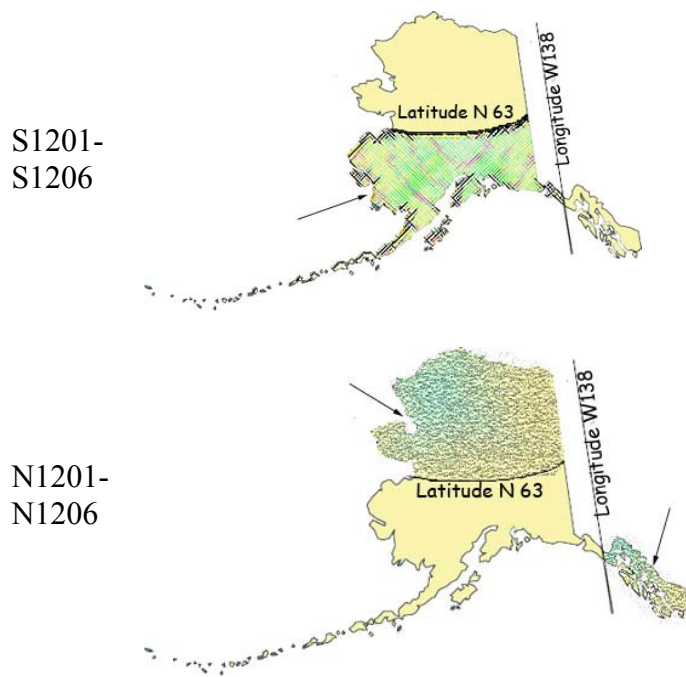 Latitude N 63
Longitude W138
S1201-
S1206
Latitude N 63
Longitude W138
N1201-
N1206